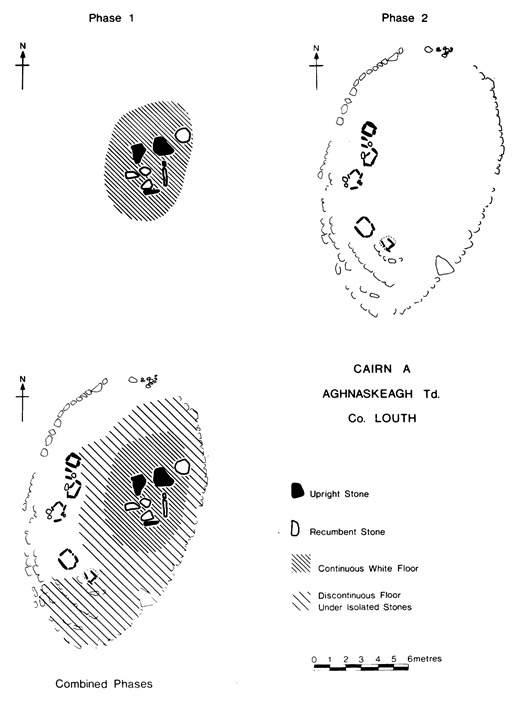 Phase 1
Phase 2
N
N
CAIRN A
AGHNASKEAGH Td.
Co. LOUTH
N
Upright Stone
Recumbent Stone
Continuous White Floor
Discontinuous Floor
Under Isolated Stones
0 1 2 3 4 5 6metres
Combined Phases